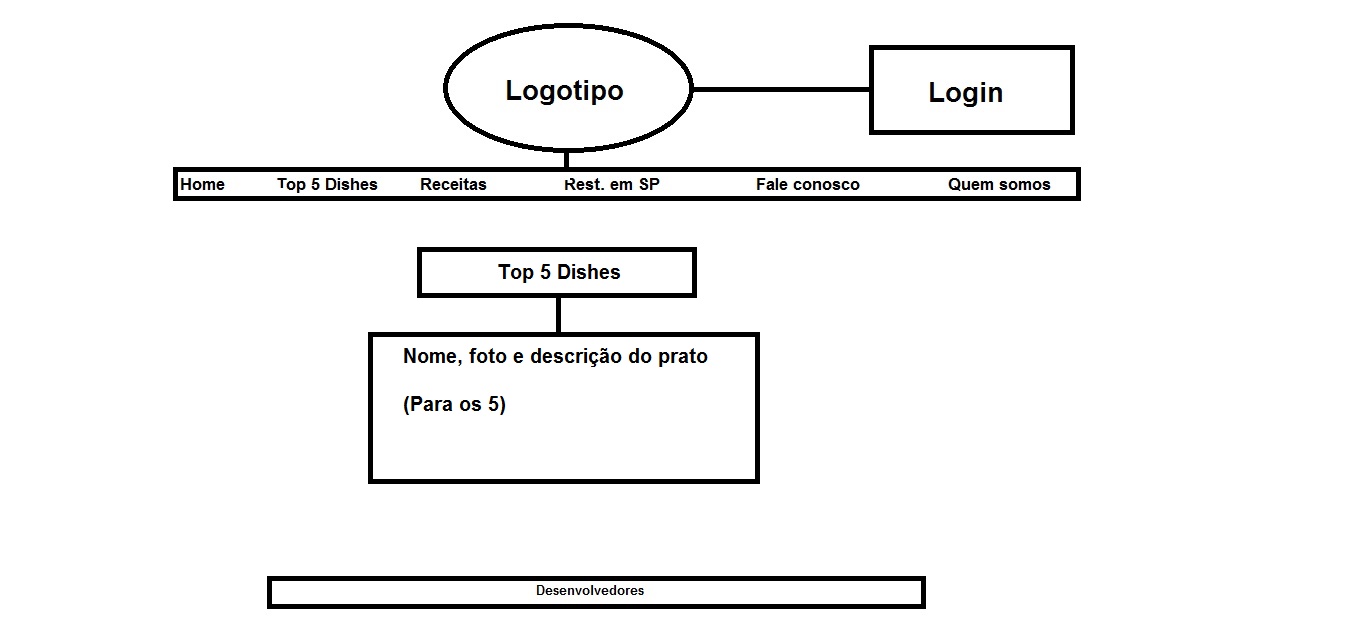 Logotipo
Login
Home Top 5 Dishes Receitas Rest. em SP Fale conosco Quem somos
Top 5 Dishes
Nome, foto e descrição do prato
(Para os 5)
Desenvolvedores